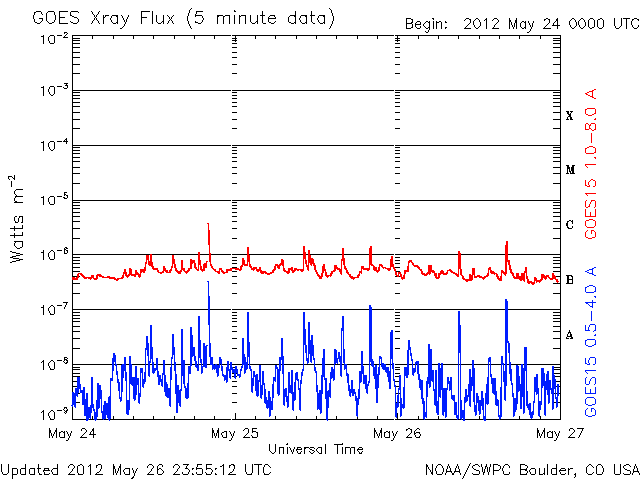 GOES Xray Flux (5 minute data)
Begin: 2012 May 24 0000 UTC
10⁻²
10⁻³
10⁻⁴
10⁻⁵
10⁻⁶
10⁻⁷
10⁻⁸
10⁻⁹
Watts m⁻²
X
M
C
B
A
GOES15 1.0-8.0 A
GOES15 0.5-4.0 A
May 24
May 25
May 26
May 27
Universal Time
Updated 2012 May 26 23:55:12 UTC
NOAA/SWPC Boulder, CO USA